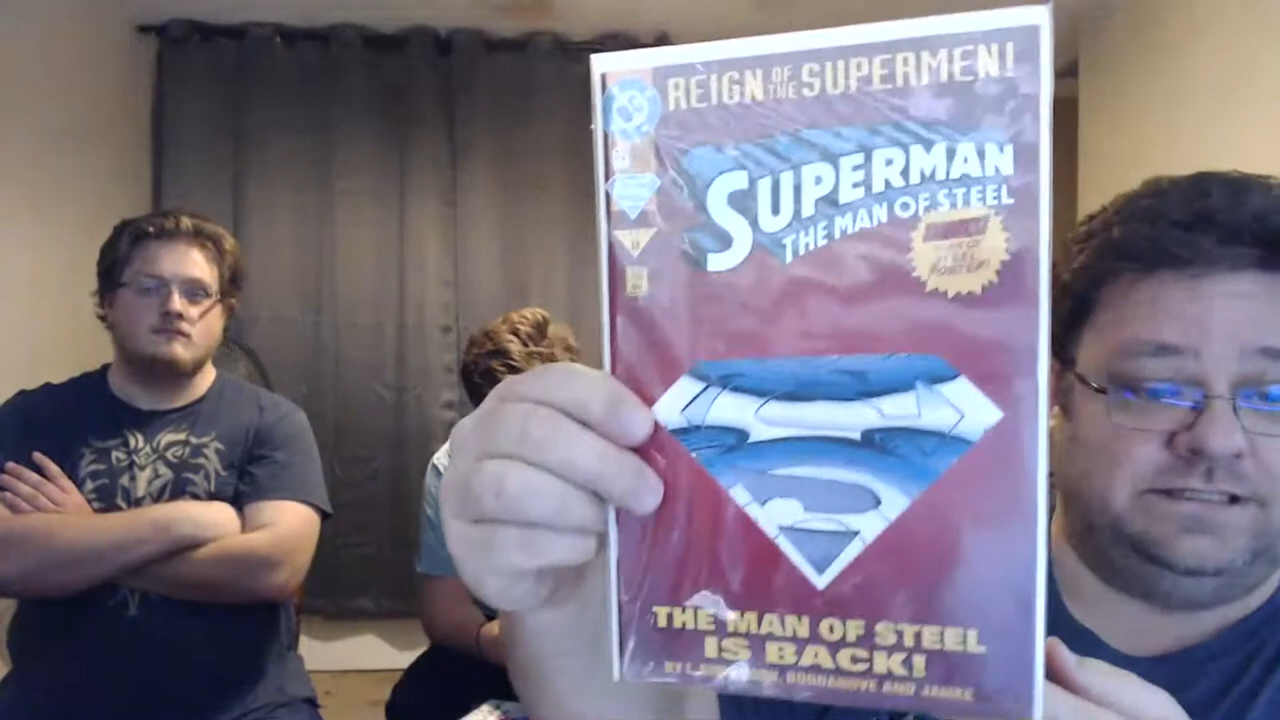 REIGN OF THE SUPERMEN!
SUPERMAN
THE MAN OF STEEL
THE MAN OF STEEL
IS BACK!
BOGDANOVE AND JANKE